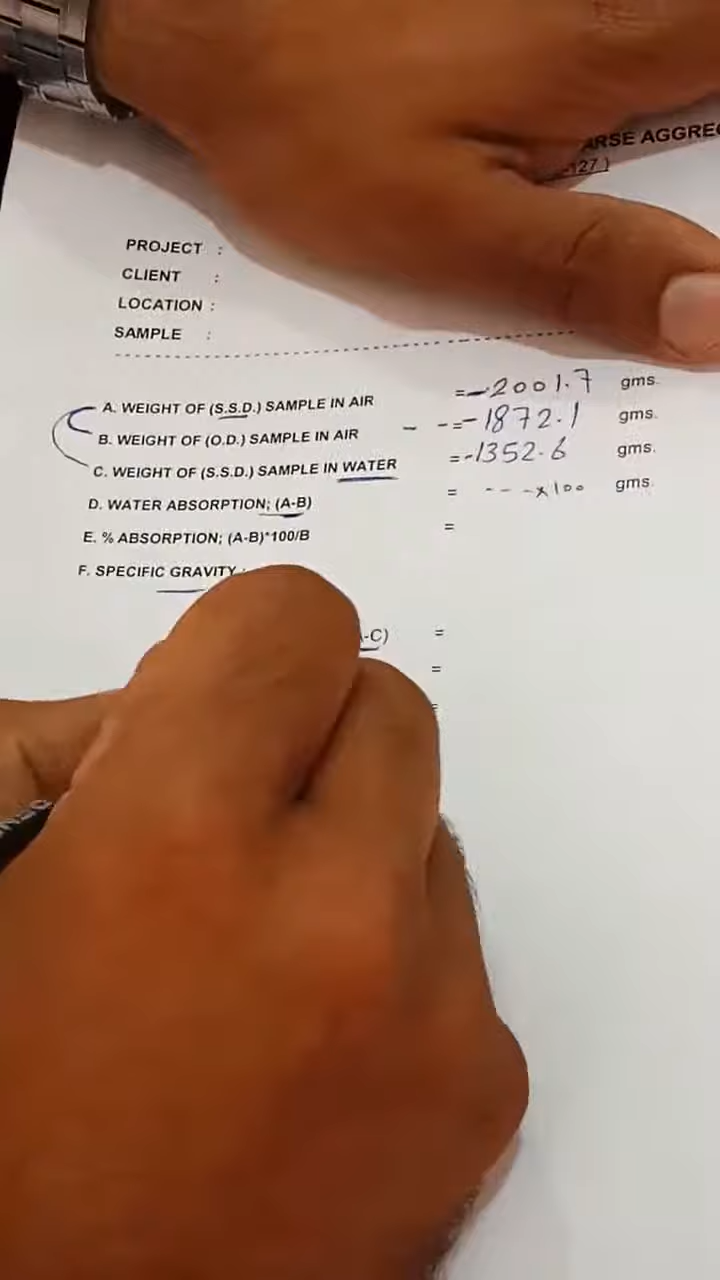 ARSE AGGRE
-127 )
PROJECT :
CLIENT :
LOCATION :
SAMPLE :
A. WEIGHT OF (S.S.D.) SAMPLE IN AIR = 2001.7 gms.
B. WEIGHT OF (O.D.) SAMPLE IN AIR - -=- 1872.1 gms.
C. WEIGHT OF (S.S.D.) SAMPLE IN WATER =-1352.6 gms.
D. WATER ABSORPTION; (A-B) = - - -x100 gms.
E. % ABSORPTION; (A-B)*100/B =
F. SPECIFIC GRAVITY
-C) =
=
=